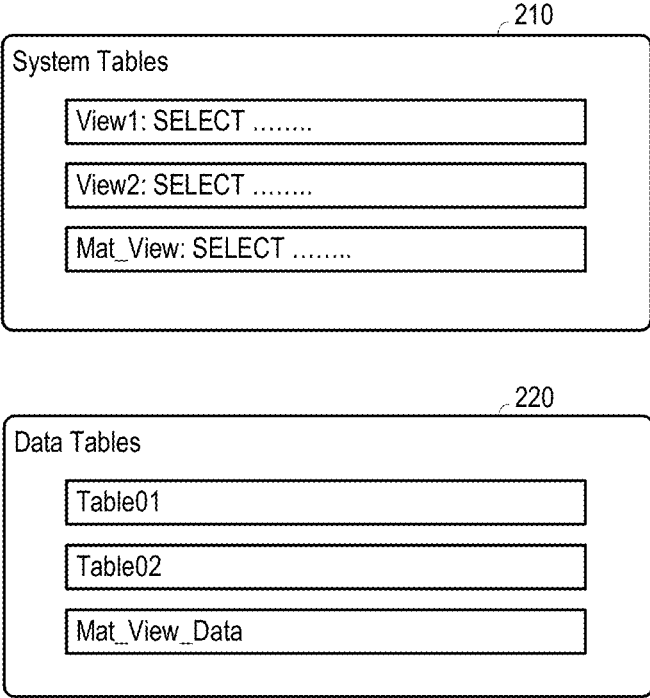 210
System Tables
View1: SELECT ........
View2: SELECT ........
Mat_View: SELECT ........
220
Data Tables
Table01
Table02
Mat_View_Data